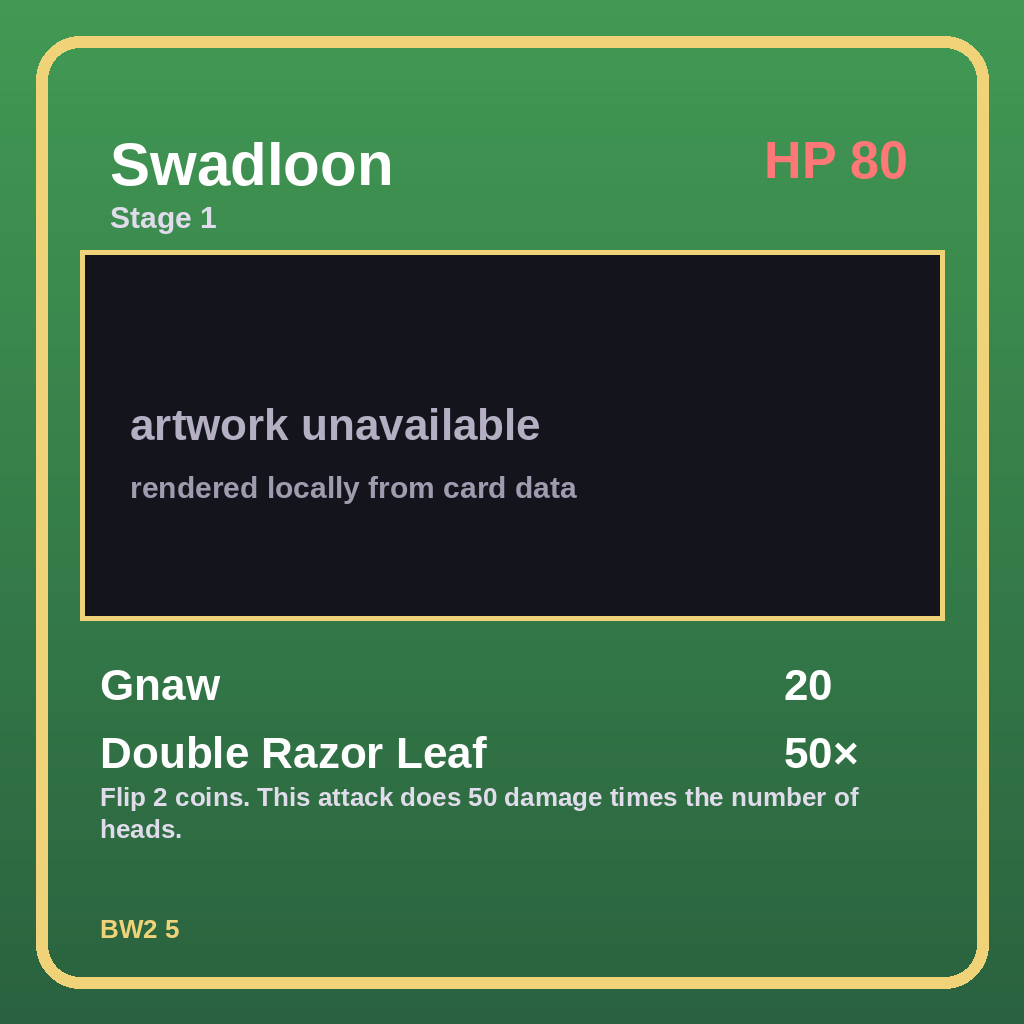 Swadloon
HP 80
Stage 1
artwork unavailable
rendered locally from card data
Gnaw 20
Double Razor Leaf 50×
Flip 2 coins. This attack does 50 damage times the number of
heads.
BW2 5